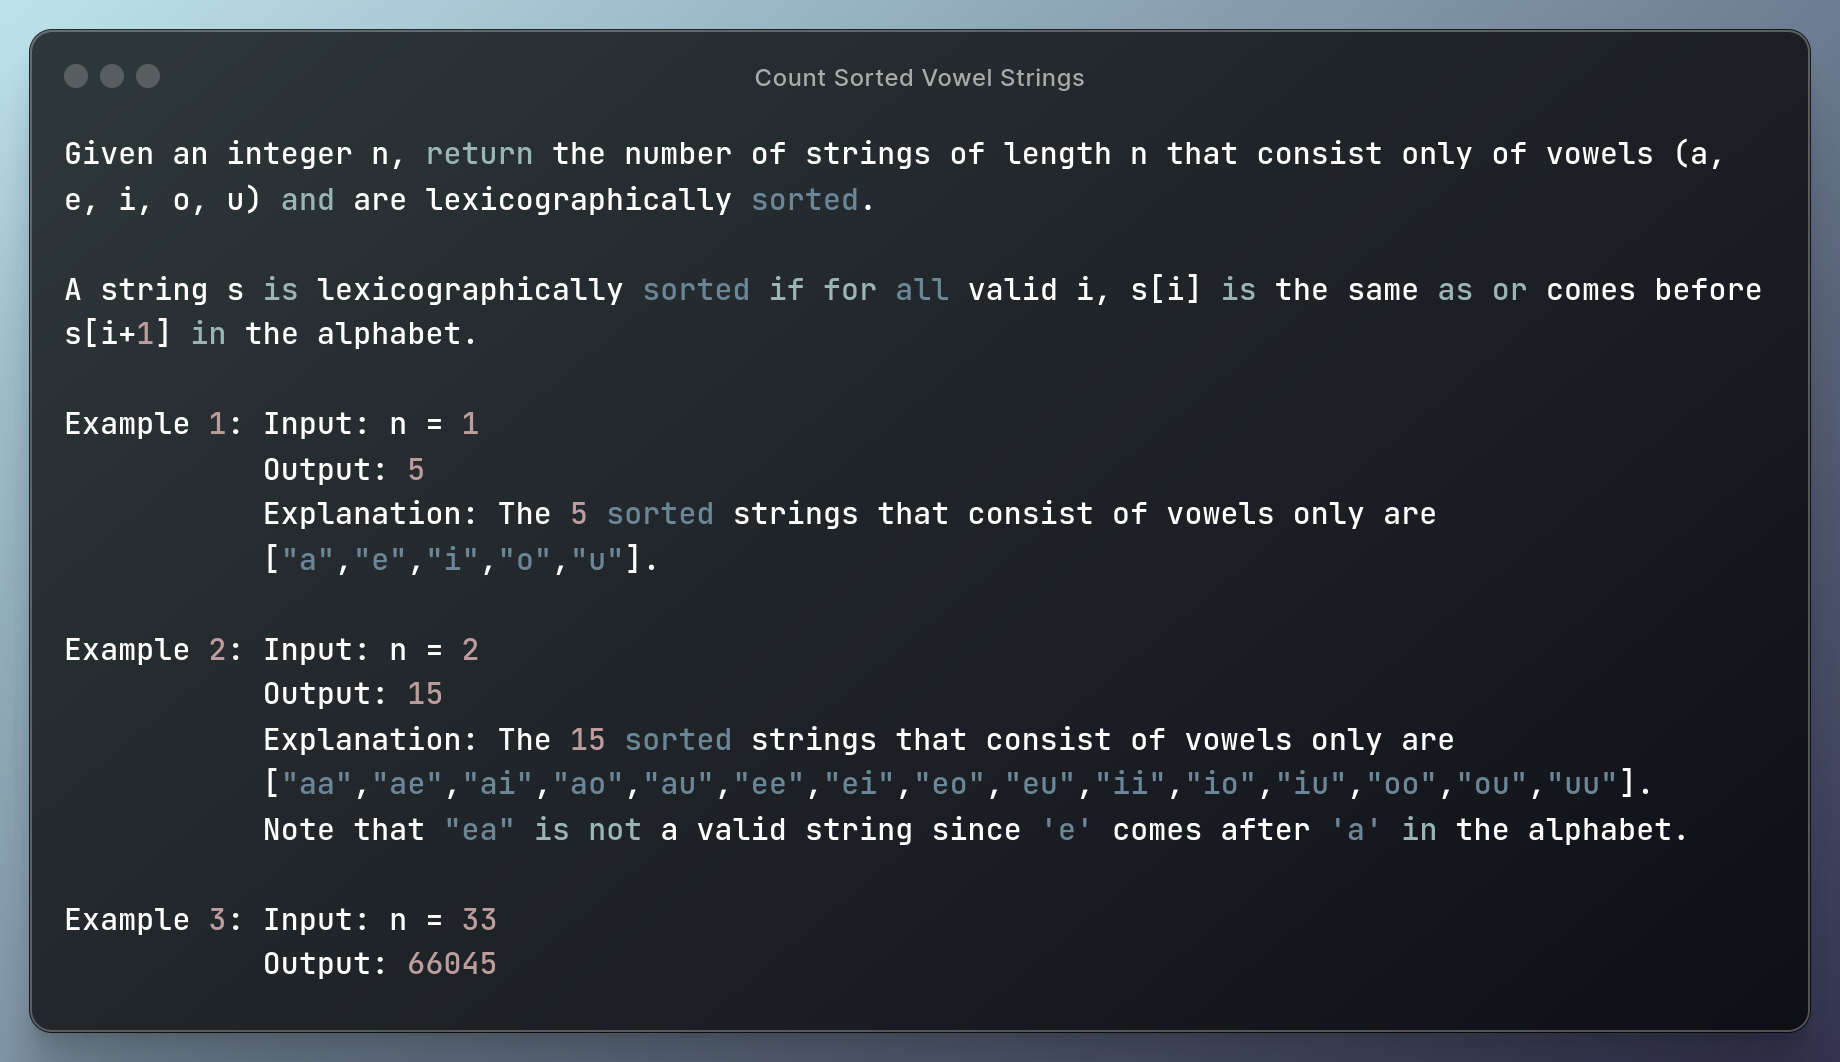 Count Sorted Vowel Strings
Given an integer n, return the number of strings of length n that consist only of vowels (a,
e, i, o, u) and are lexicographically sorted.
A string s is lexicographically sorted if for all valid i, s[i] is the same as or comes before
s[i+1] in the alphabet.
Example 1: Input: n = 1
Output: 5
Explanation: The 5 sorted strings that consist of vowels only are
["a","e","i","o","u"].
Example 2: Input: n = 2
Output: 15
Explanation: The 15 sorted strings that consist of vowels only are
["aa","ae","ai","ao","au","ee","ei","eo","eu","ii","io","iu","oo","ou","uu"].
Note that "ea" is not a valid string since 'e' comes after 'a' in the alphabet.
Example 3: Input: n = 33
Output: 66045